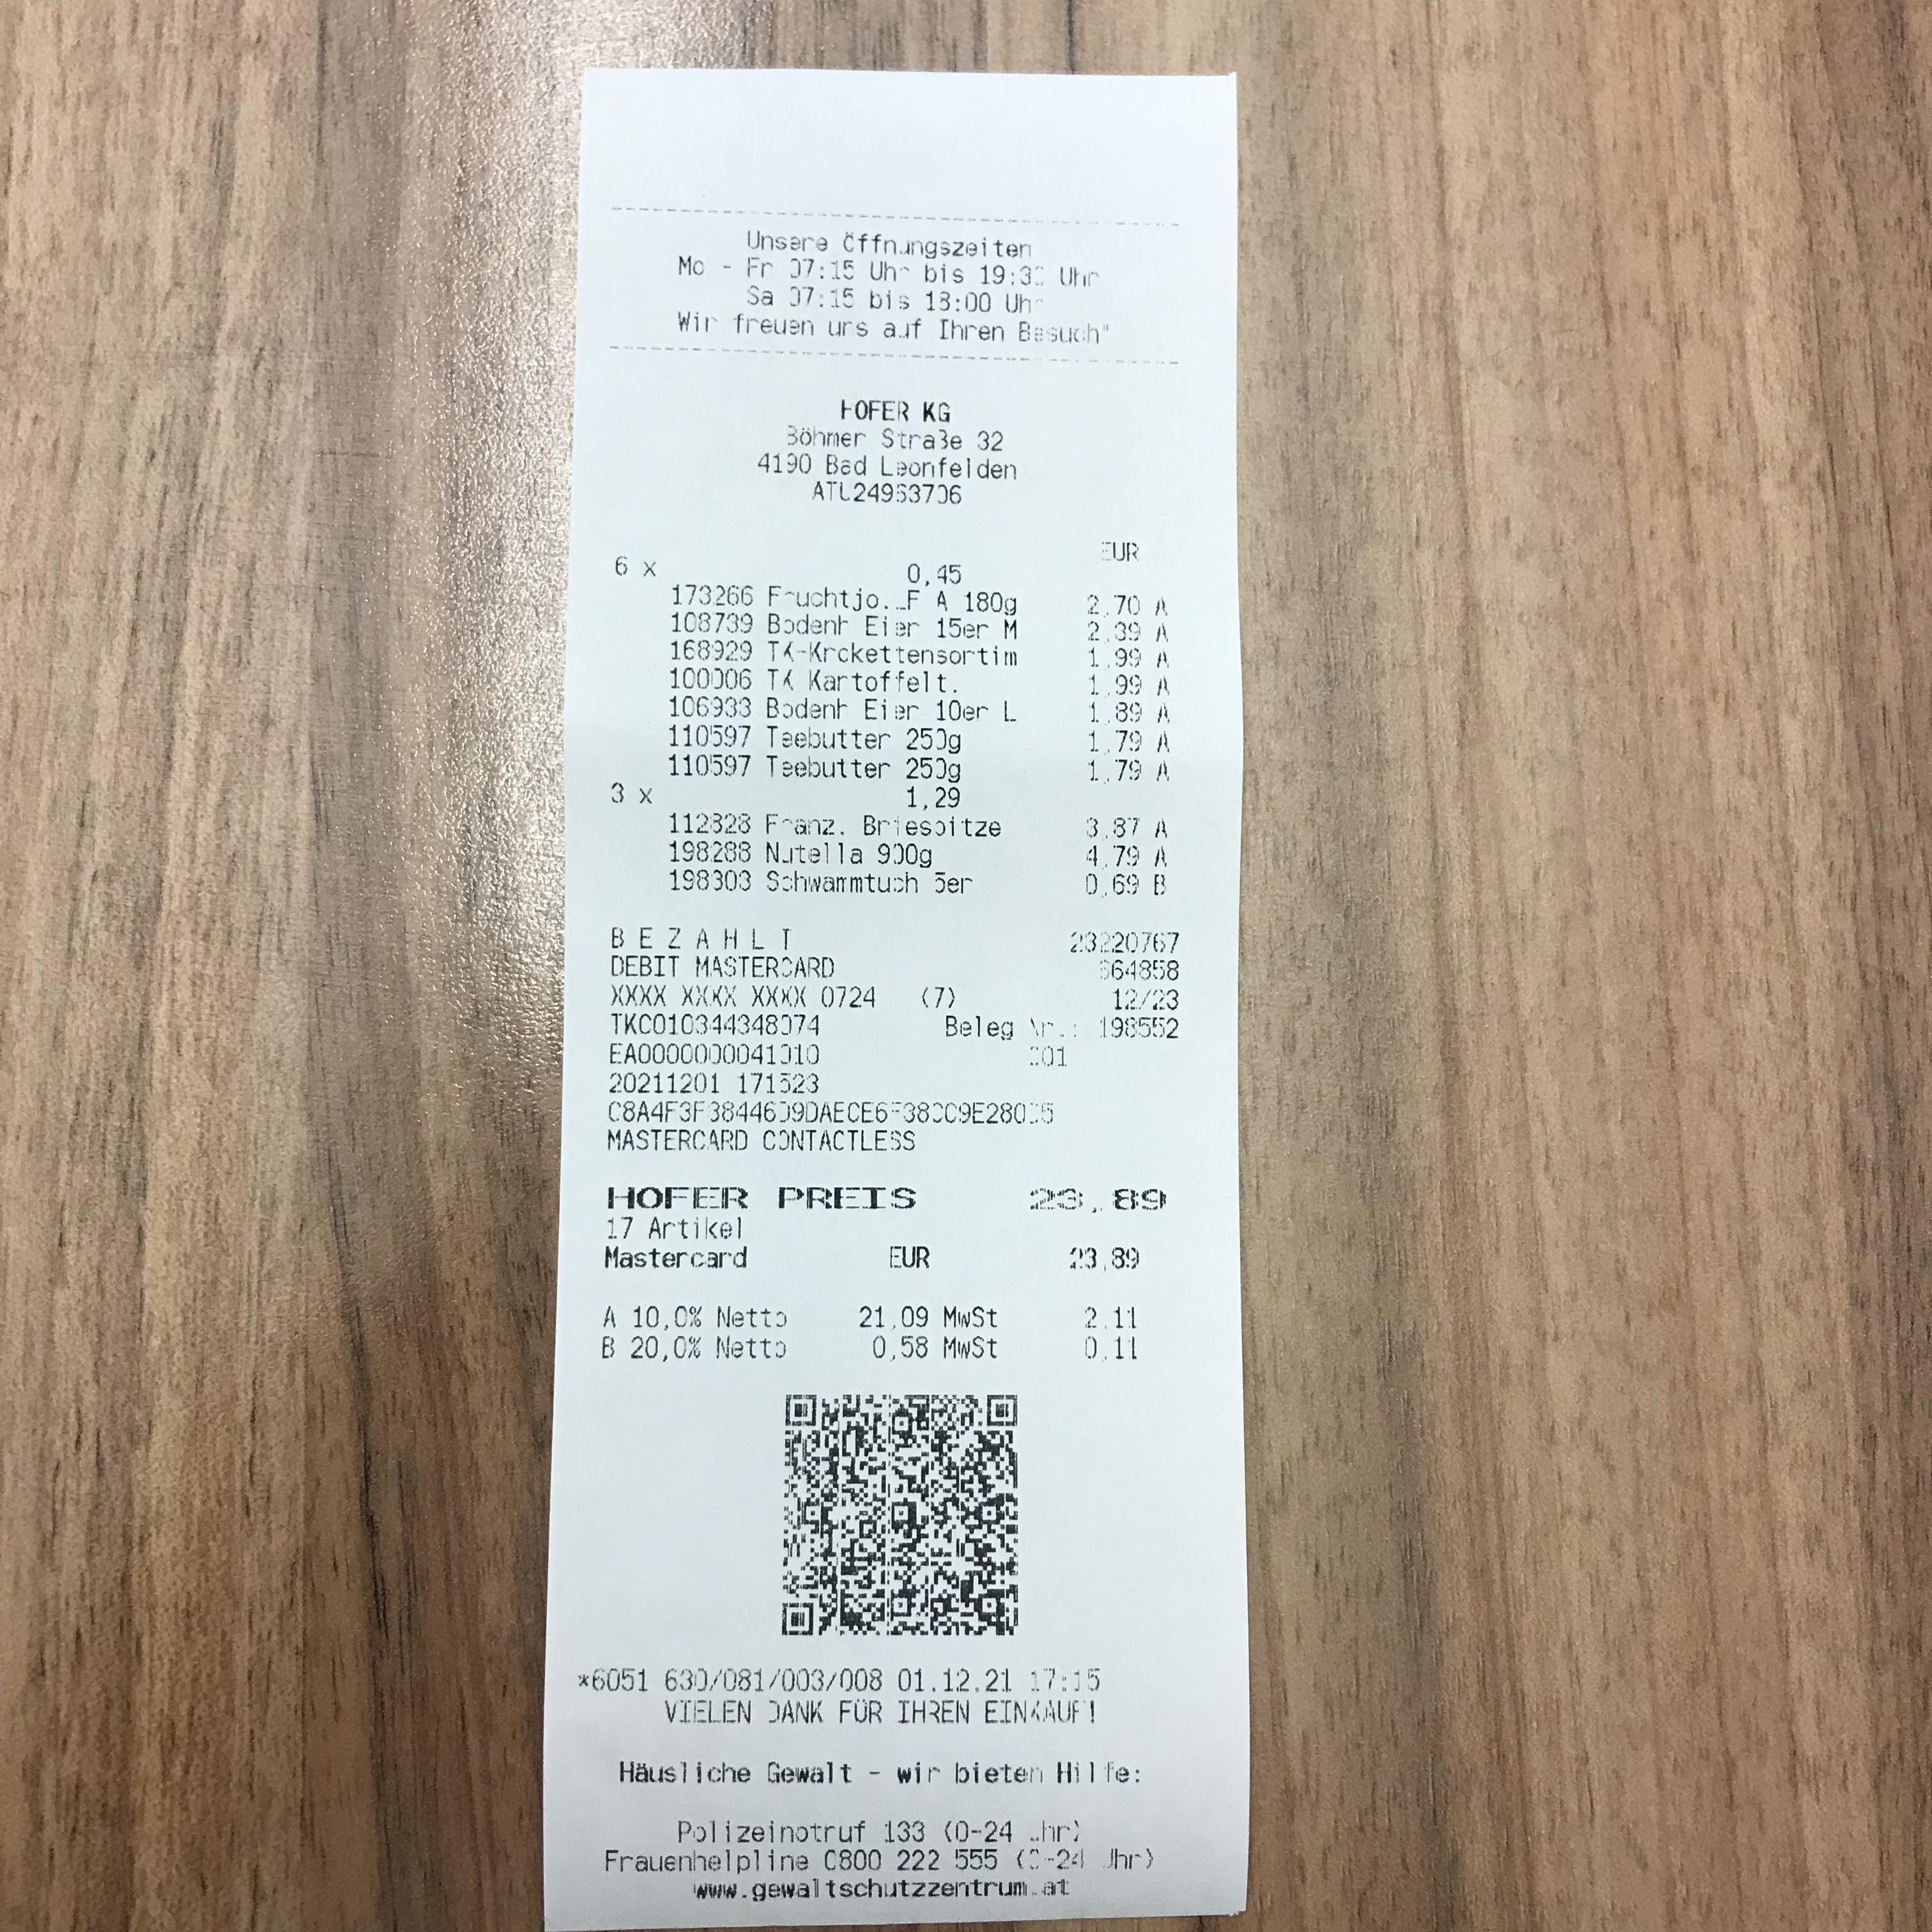 Unsere Öffnungszeiten
Mo - Fr 07:15 Uhr bis 19:30 Uhr
Sa 07:15 bis 18:00 Uhr
Wir freuen uns auf Ihren Besuch"
HOFER KG
Böhmer Straße 32
4190 Bad Leonfelden
ATU24963706
EUR
6 x 0,45
173266 Fruchtjo. LF A 180g 2,70 A
108739 Bodenh Eier 15er M 2,39 A
168929 TK-Krokettensortim 1,99 A
100006 TK Kartoffelt. 1,99 A
106933 Bodenh Eier 10er L 1,89 A
110597 Teebutter 250g 1,79 A
110597 Teebutter 250g 1,79 A
3 x 1,29
112828 Franz. Briespitze 3,87 A
198288 Nutella 900g 4,79 A
198303 Schwammtuch 5er 0,69 B
BEZAHLT 23220767
DEBIT MASTERCARD 664858
XXXX XXXX XXXX 0724 (7) 12/23
TKC010344348074 Beleg Nr.: 198552
EA0000000041010 001
20211201 171523
MASTERCARD CONTACTLESS
HOFER PREIS 23,89
17 Artikel
Mastercard EUR 23,89
A 10,0% Netto 21,09 MwSt 2,11
B 20,0% Netto 0,58 MwSt 0,11
*6051 630/081/003/008 01.12.21 17:15
VIELEN DANK FÜR IHREN EINKAUF!
Häusliche Gewalt - wir bieten Hilfe:
Polizeinotruf 133 (0-24 Uhr)
Frauenhelpline 0800 222 555 (0-24 Uhr)
www.gewaltschutzzentrum.at